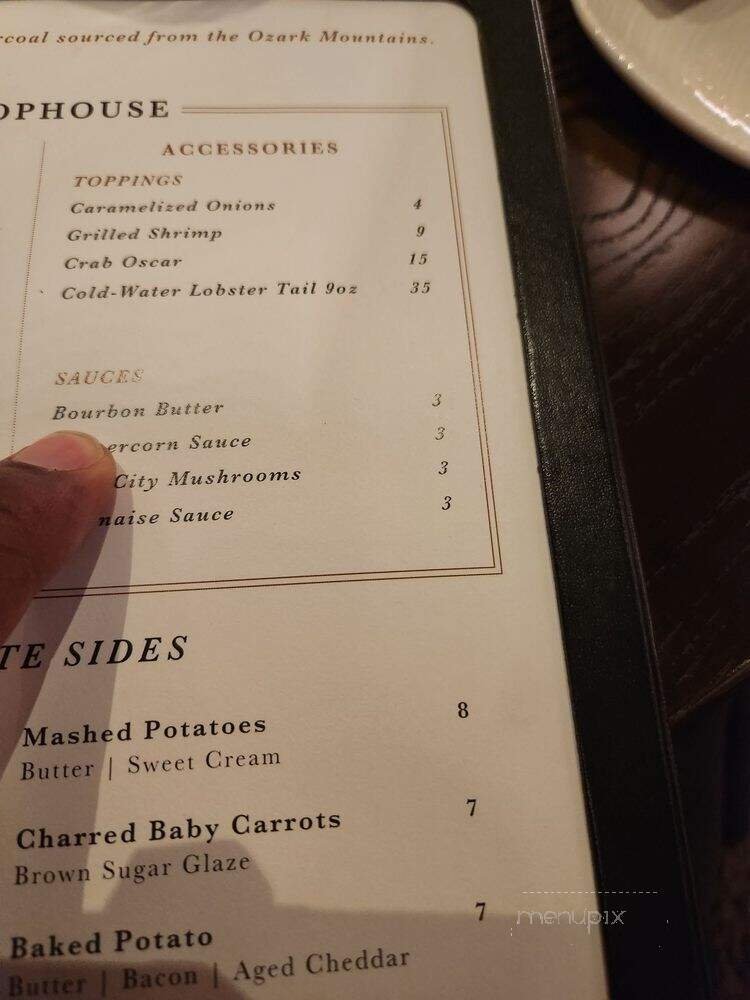 sourced from the Ozark Mountains.
OPHOUSE
ACCESSORIES
TOPPINGS
Caramelized Onions 4
Grilled Shrimp 9
Crab Oscar 15
Cold-Water Lobster Tail 9oz 35
SAUCES
Bourbon Butter 3
ercorn Sauce 3
City Mushrooms 3
naise Sauce 3
TE SIDES
Mashed Potatoes 8
Butter | Sweet Cream
Charred Baby Carrots 7
Brown Sugar Glaze
Baked Potato 7
Butter | Bacon | Aged Cheddar
menupix